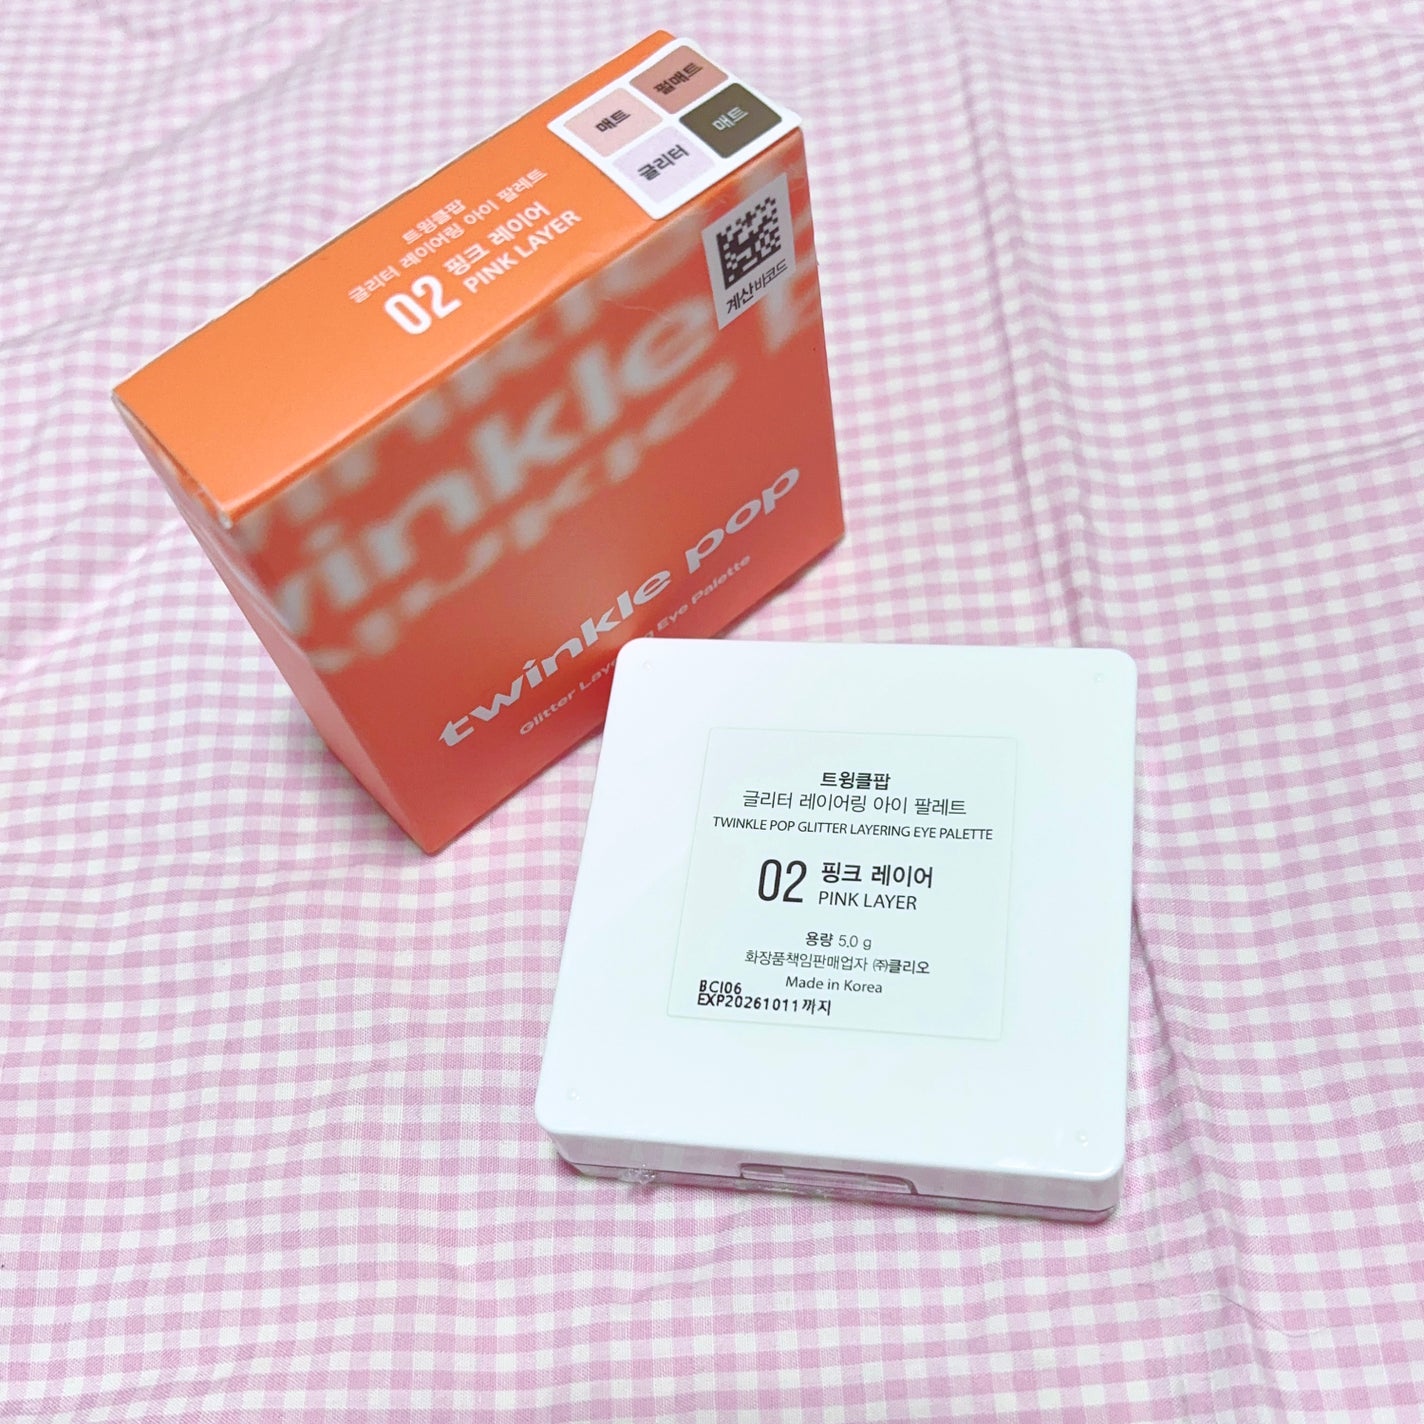 매트
펄매트
글리터
매트
트윙클팝
글리터 레이어링 아이 팔레트
02 핑크 레이어
PINK LAYER
계산바코드
twinkle
twinkle pop
Glitter Eye Palette
트윙클팝
글리터 레이어링 아이 팔레트
TWINKLE POP GLITTER LAYERING EYE PALETTE
02 핑크 레이어
PINK LAYER
용량 5.0 g
화장품책임판매업자 ㈜클리오
Made in Korea
BCI06
EXP20261011까지